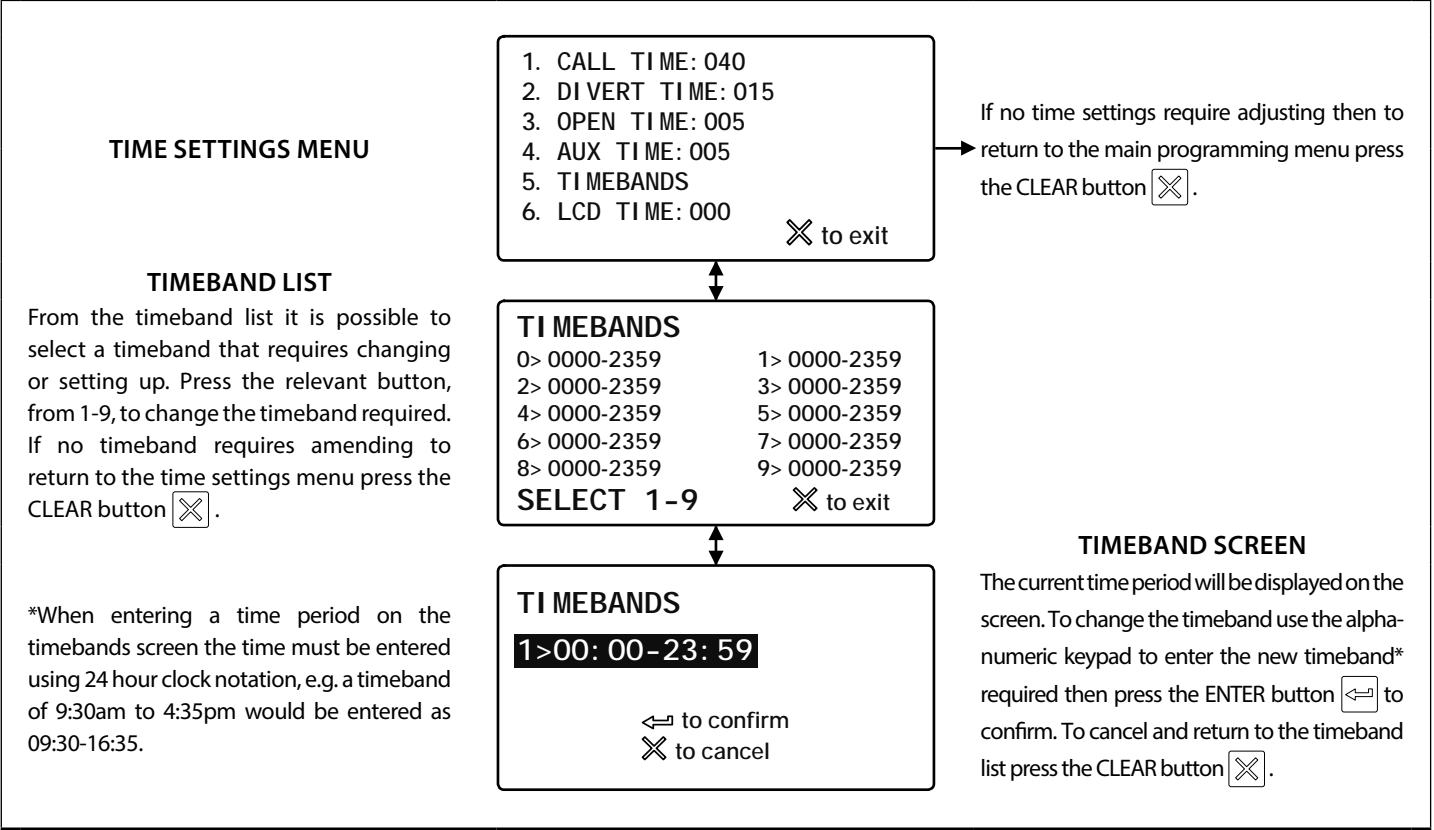 TIME SETTINGS MENU
1. CALL TIME:040
2. DIVERT TIME:015
3. OPEN TIME:005
4. AUX TIME:005
5. TIMEBANDS
6. LCD TIME:000
to exit
If no time settings require adjusting then to
return to the main programming menu press
the CLEAR button .
TIMEBAND LIST
From the timeband list it is possible to
select a timeband that requires changing
or setting up. Press the relevant button,
from 1-9, to change the timeband required.
If no timeband requires amending to
return to the time settings menu press the
CLEAR button .
TIMEBANDS
0> 0000-2359 1> 0000-2359
2> 0000-2359 3> 0000-2359
4> 0000-2359 5> 0000-2359
6> 0000-2359 7> 0000-2359
8> 0000-2359 9> 0000-2359
SELECT 1-9 to exit
*When entering a time period on the
timebands screen the time must be entered
using 24 hour clock notation, e.g. a timeband
of 9:30am to 4:35pm would be entered as
09:30-16:35.
TIMEBANDS
1>00:00-23:59
to confirm
to cancel
TIMEBAND SCREEN
The current time period will be displayed on the
screen. To change the timeband use the alpha-
numeric keypad to enter the new timeband*
required then press the ENTER button to
confirm. To cancel and return to the timeband
list press the CLEAR button .